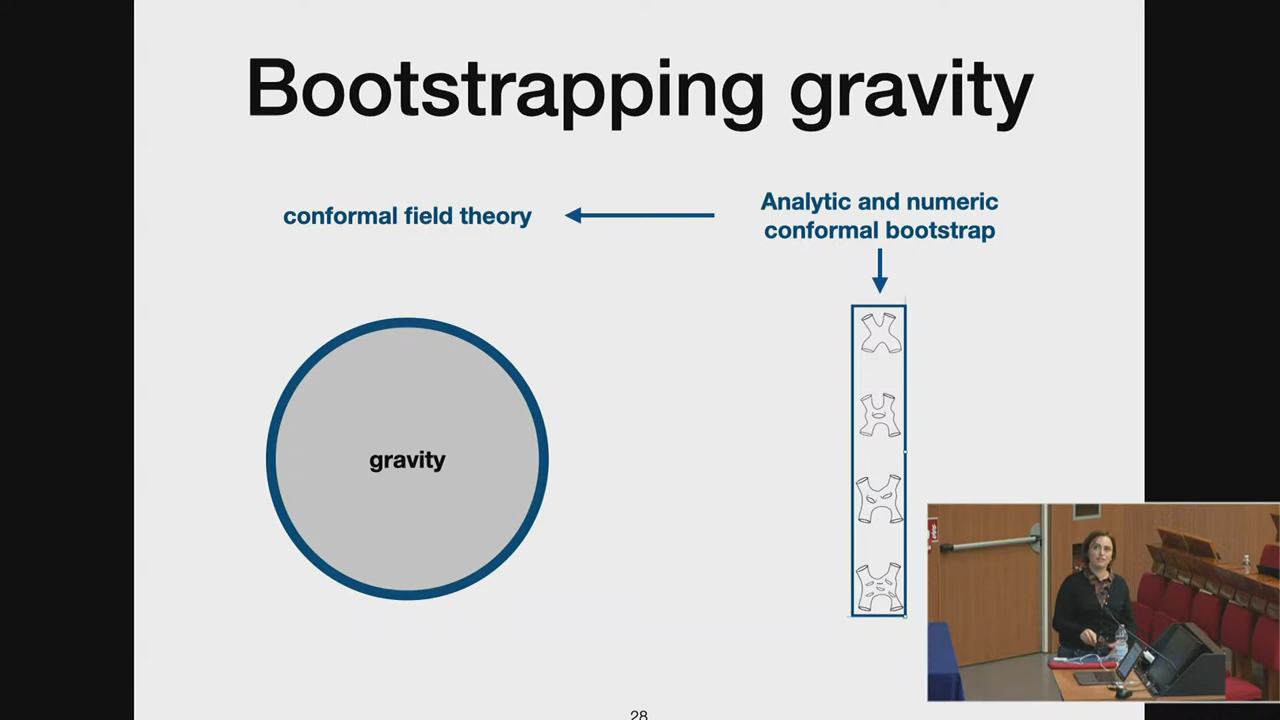 Bootstrapping gravity
conformal field theory
Analytic and numeric
conformal bootstrap
gravity
28